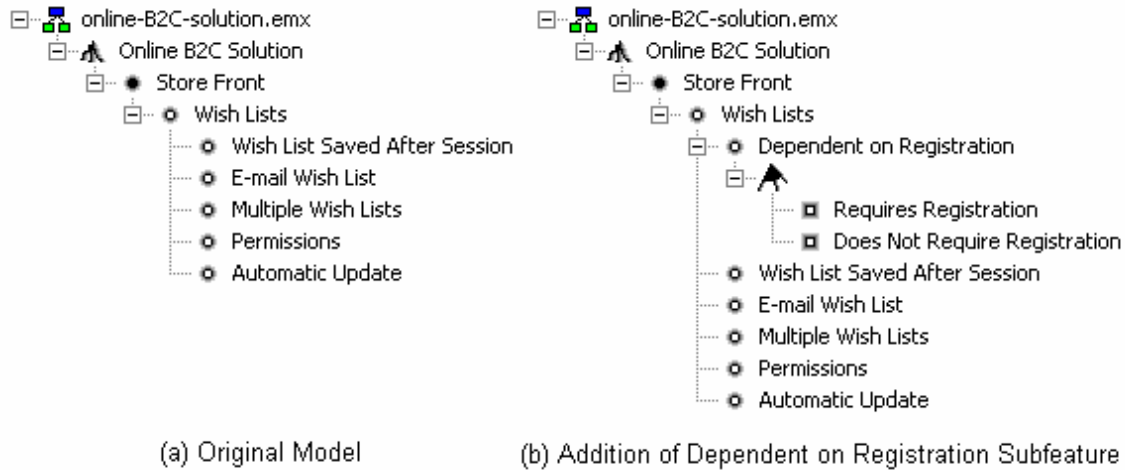 online-B2C-solution.emx
Online B2C Solution
Store Front
Wish Lists
Wish List Saved After Session
E-mail Wish List
Multiple Wish Lists
Permissions
Automatic Update
(a) Original Model
online-B2C-solution.emx
Online B2C Solution
Store Front
Wish Lists
Dependent on Registration
Requires Registration
Does Not Require Registration
Wish List Saved After Session
E-mail Wish List
Multiple Wish Lists
Permissions
Automatic Update
(b) Addition of Dependent on Registration Subfeature